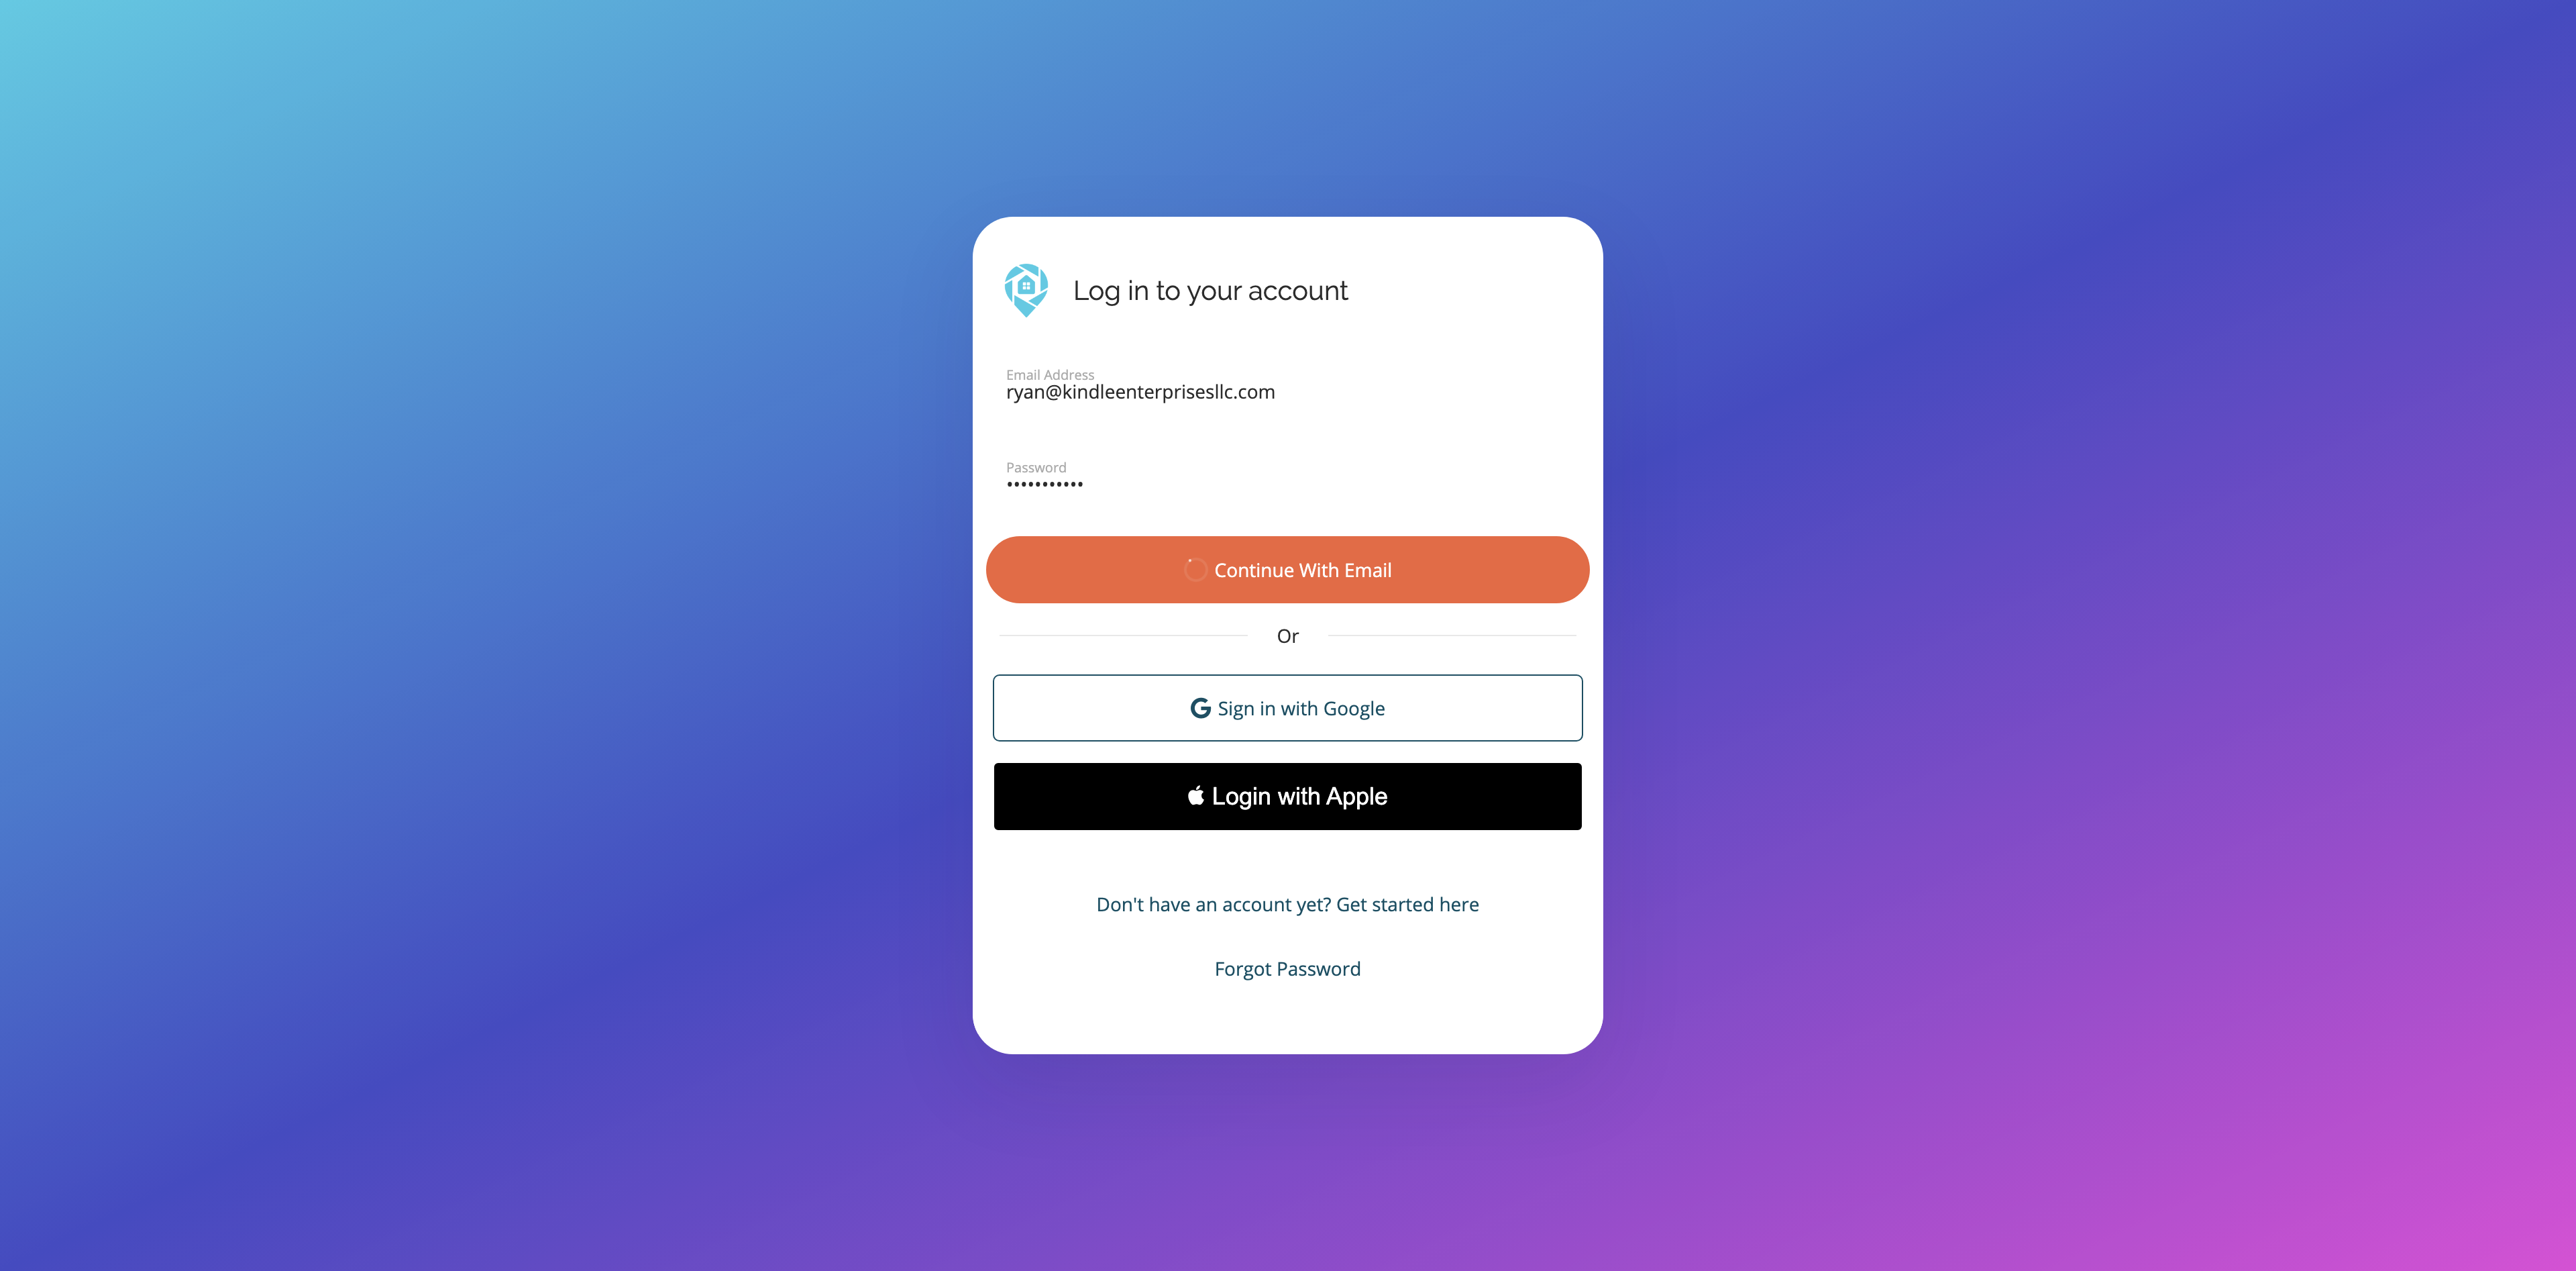 Log in to your account
Email Address
ryan@kindleenterprisesllc.com
Password
•••••••••••
Continue With Email
Or
Sign in with Google
Login with Apple
Don't have an account yet? Get started here
Forgot Password